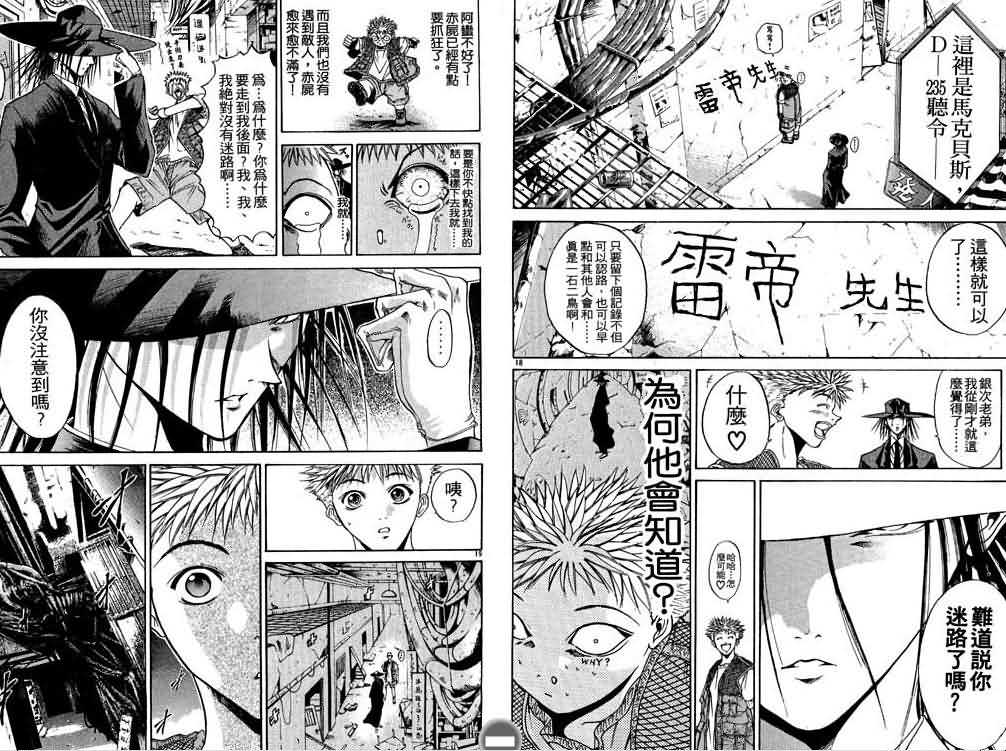 這裡是馬克貝斯，
D—235聽令——
雷帝先生
這樣就可以
了………
雷帝 先生
只要留下個記錄不但
可以認路，也可以早
點和其他人會和……
真是一石二鳥啊！
18
銀次老弟，
我從剛才就這
麼覺得了………
什麼♡
難道說你
迷路了嗎？
哈哈…怎
麼可能♡
為何他會知道？
WHY?
阿蠻不好了！
赤屍已經有點
要抓狂了。
而且我們也沒有
遇到敵人，赤屍
愈來愈不滿了！
要是你不快點找到我的
話，這樣下去我就……
我就……
為…為什麼？你為什麼
要走到我後面？我、我、
我絕對沒有迷路啊……
……
你沒注意到嗎？
咦？
19